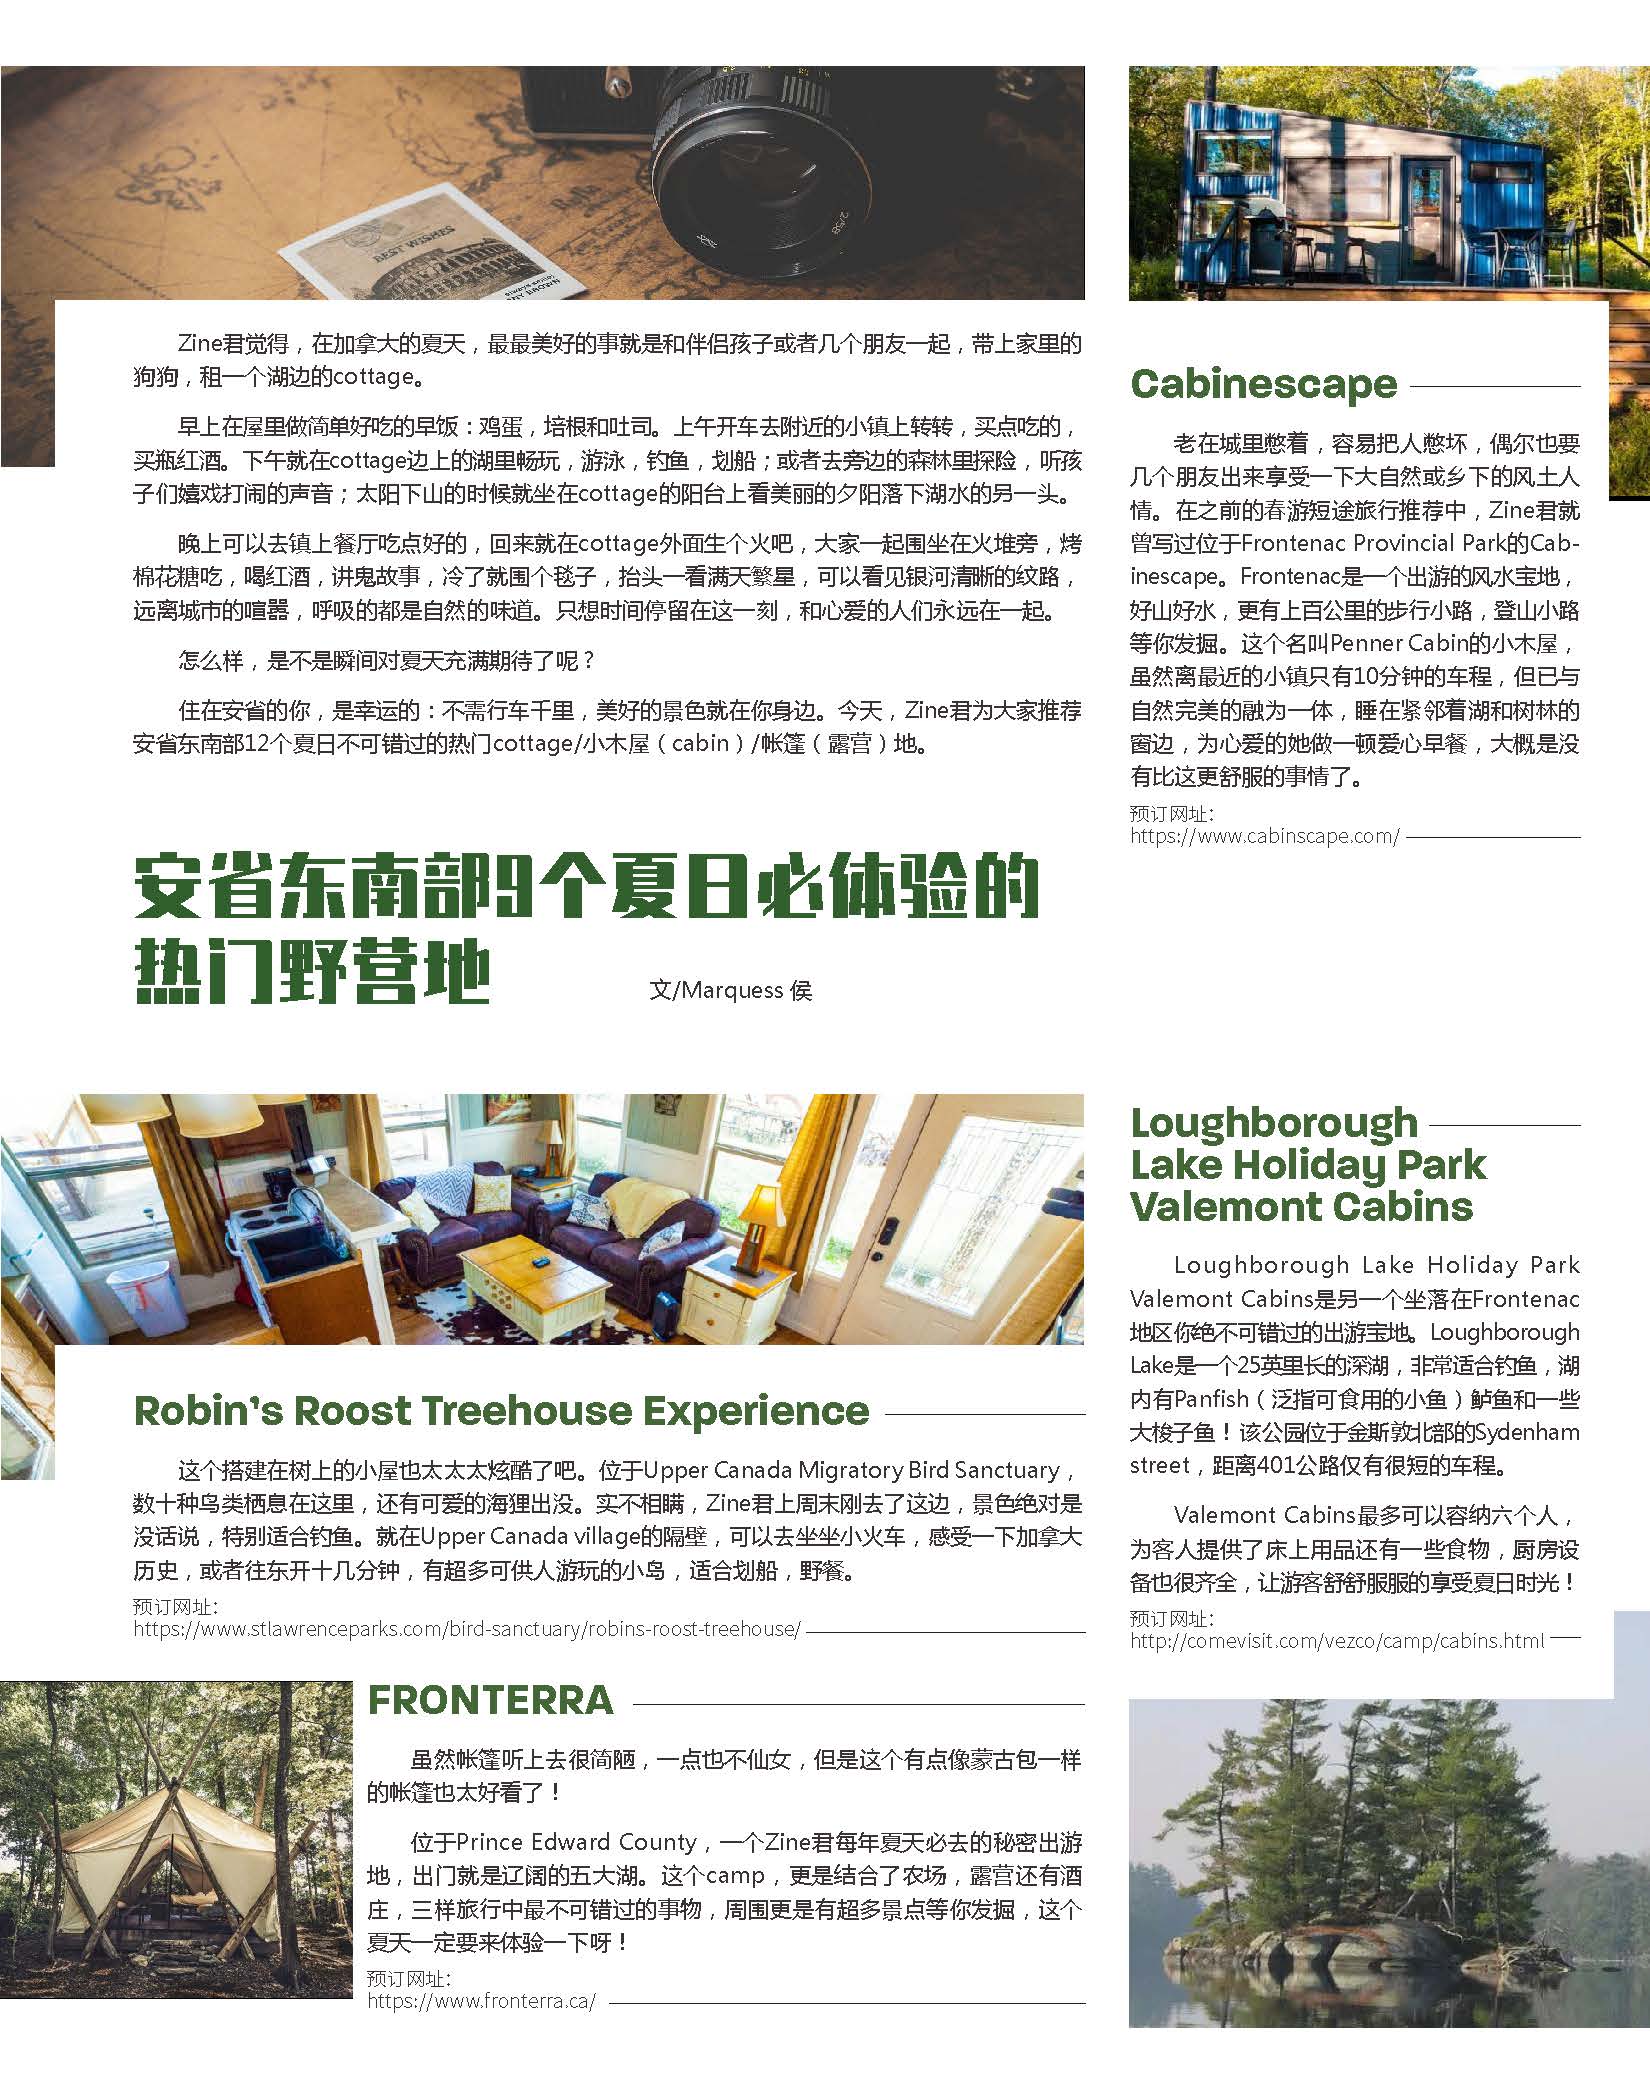 BEST WISHES
Zine君觉得，在加拿大的夏天，最最美好的事就是和伴侣孩子或者几个朋友一起，带上家里的
狗狗，租一个湖边的cottage。
早上在屋里做简单好吃的早饭：鸡蛋，培根和吐司。上午开车去附近的小镇上转转，买点吃的，
买瓶红酒。下午就在cottage边上的湖里畅玩，游泳，钓鱼，划船；或者去旁边的森林里探险，听孩
子们嬉戏打闹的声音；太阳下山的时候就坐在cottage的阳台上看美丽的夕阳落下湖水的另一头。
晚上可以去镇上餐厅吃点好的，回来就在cottage外面生个火吧，大家一起围坐在火堆旁，烤
棉花糖吃，喝红酒，讲鬼故事，冷了就围个毯子，抬头一看满天繁星，可以看见银河清晰的纹路，
远离城市的喧嚣，呼吸的都是自然的味道。只想时间停留在这一刻，和心爱的人们永远在一起。
怎么样，是不是瞬间对夏天充满期待了呢？
住在安省的你，是幸运的：不需行车千里，美好的景色就在你身边。今天，Zine君为大家推荐
安省东南部12个夏日不可错过的热门cottage/小木屋（cabin）/帐篷（露营）地。
安省东南部9个夏日必体验的
热门野营地
文/Marquess 侯
Cabinescape
老在城里憋着，容易把人憋坏，偶尔也要
几个朋友出来享受一下大自然或乡下的风土人
情。在之前的春游短途旅行推荐中，Zine君就
曾写过位于Frontenac Provincial Park的Cab-
inescape。Frontenac是一个出游的风水宝地，
好山好水，更有上百公里的步行小路，登山小路
等你发掘。这个名叫Penner Cabin的小木屋，
虽然离最近的小镇只有10分钟的车程，但已与
自然完美的融为一体，睡在紧邻着湖和树林的
窗边，为心爱的她做一顿爱心早餐，大概是没
有比这更舒服的事情了。
预订网址：
https://www.cabinscape.com/
Robin's Roost Treehouse Experience
这个搭建在树上的小屋也太太太炫酷了吧。位于Upper Canada Migratory Bird Sanctuary，
数十种鸟类栖息在这里，还有可爱的海狸出没。实不相瞒，Zine君上周末刚去了这边，景色绝对是
没话说，特别适合钓鱼。就在Upper Canada village的隔壁，可以去坐坐小火车，感受一下加拿大
历史，或者往东开十几分钟，有超多可供人游玩的小岛，适合划船，野餐。
预订网址：
https://www.stlawrenceparks.com/bird-sanctuary/robins-roost-treehouse/
FRONTERRA
虽然帐篷听上去很简陋，一点也不仙女，但是这个有点像蒙古包一样
的帐篷也太好看了！
位于Prince Edward County，一个Zine君每年夏天必去的秘密出游
地，出门就是辽阔的五大湖。这个camp，更是结合了农场，露营还有酒
庄，三样旅行中最不可错过的事物，周围更是有超多景点等你发掘，这个
夏天一定要来体验一下呀！
预订网址：
https://www.fronterra.ca/
Loughborough
Lake Holiday Park
Valemont Cabins
Loughborough Lake Holiday Park
Valemont Cabins是另一个坐落在Frontenac
地区你绝不可错过的出游宝地。Loughborough
Lake是一个25英里长的深湖，非常适合钓鱼，湖
内有Panfish（泛指可食用的小鱼）鲈鱼和一些
大梭子鱼！该公园位于金斯敦北部的Sydenham
street，距离401公路仅有很短的车程。
Valemont Cabins最多可以容纳六个人，
为客人提供了床上用品还有一些食物，厨房设
备也很齐全，让游客舒舒服服的享受夏日时光！
预订网址：
http://comevisit.com/vezco/camp/cabins.html